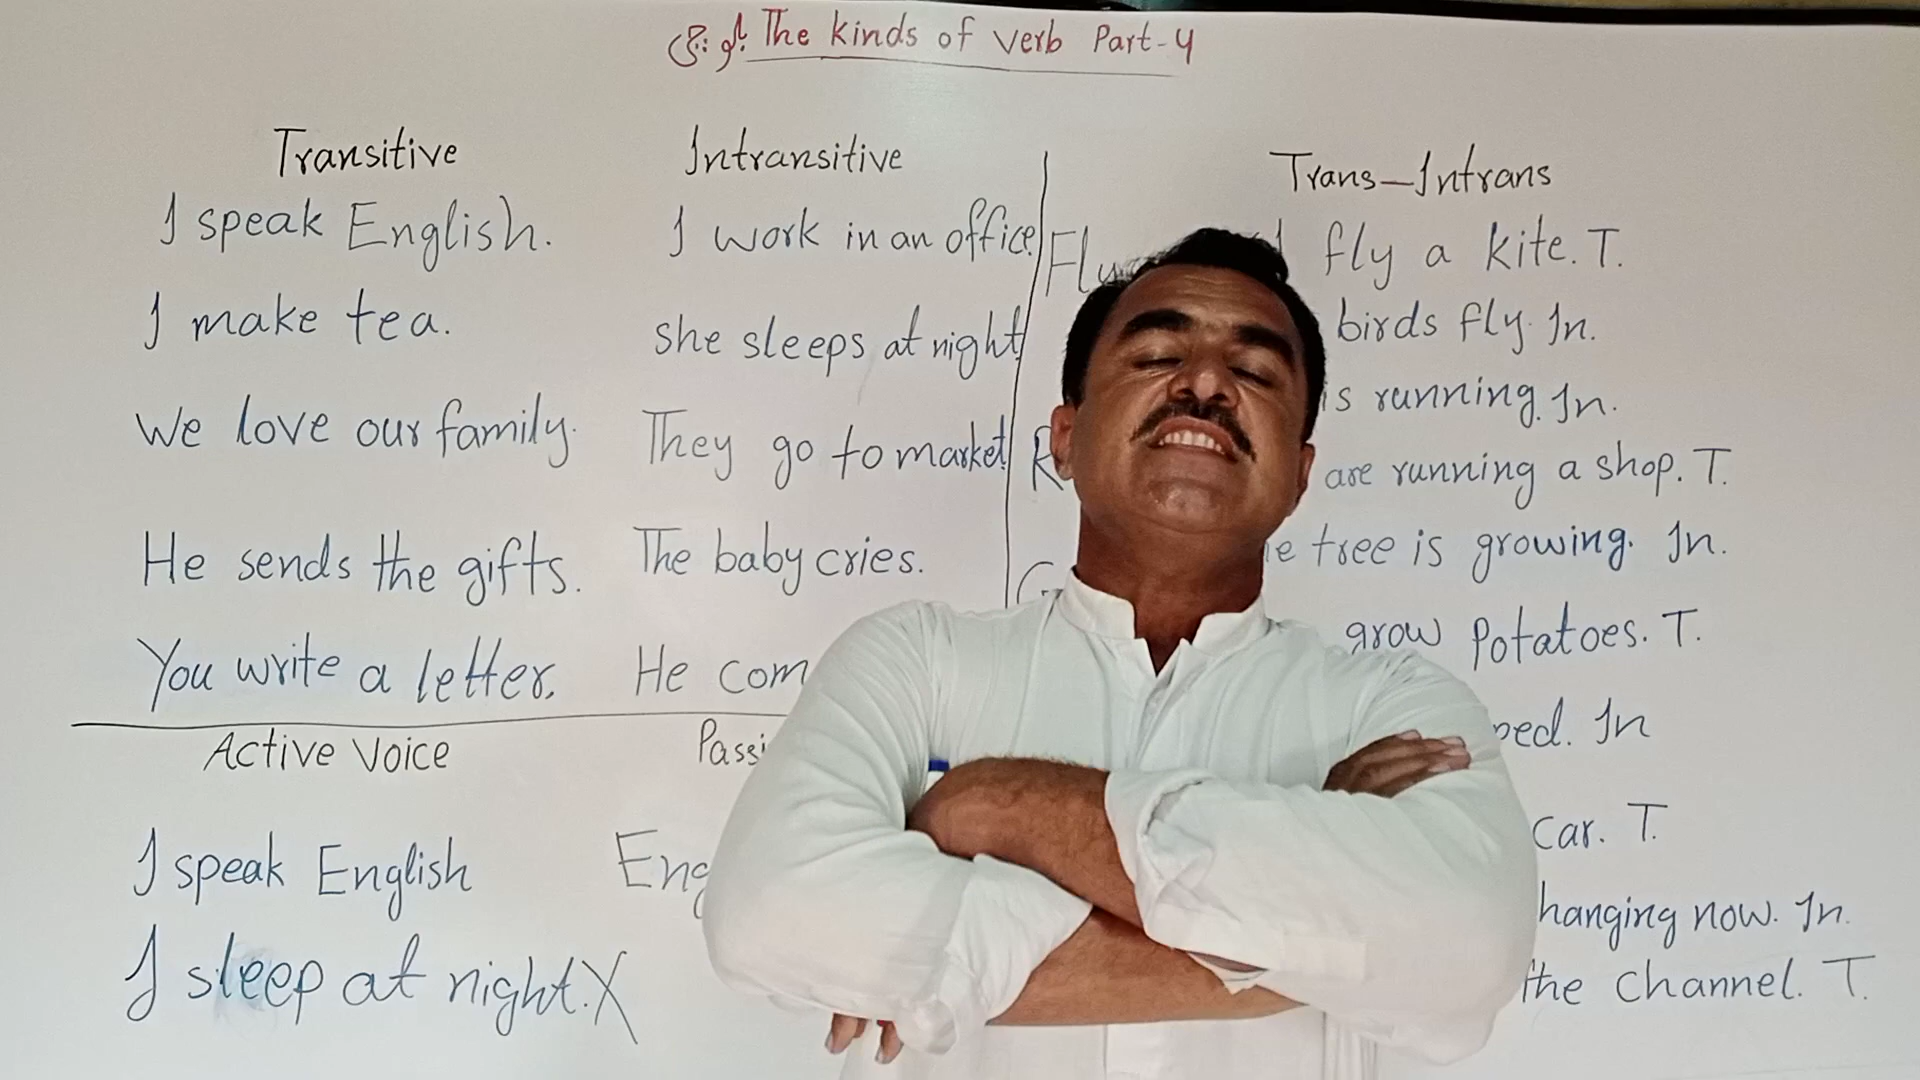 The kinds of verb Part-4
Transitive
I speak English.
I make tea.
We love our family.
He sends the gifts.
You write a letter.
Intransitive
I work in an office
she sleeps at night
They go to market
The baby cries.
He com
Trans-Intrans
fly a kite. T.
birds fly. In.
is running. In.
are running a shop. T.
tree is growing. In.
grow potatoes. T.
In
car. T.
now. In.
the channel. T.
Active Voice
I speak English
I sleep at night. X
Passi
Eng